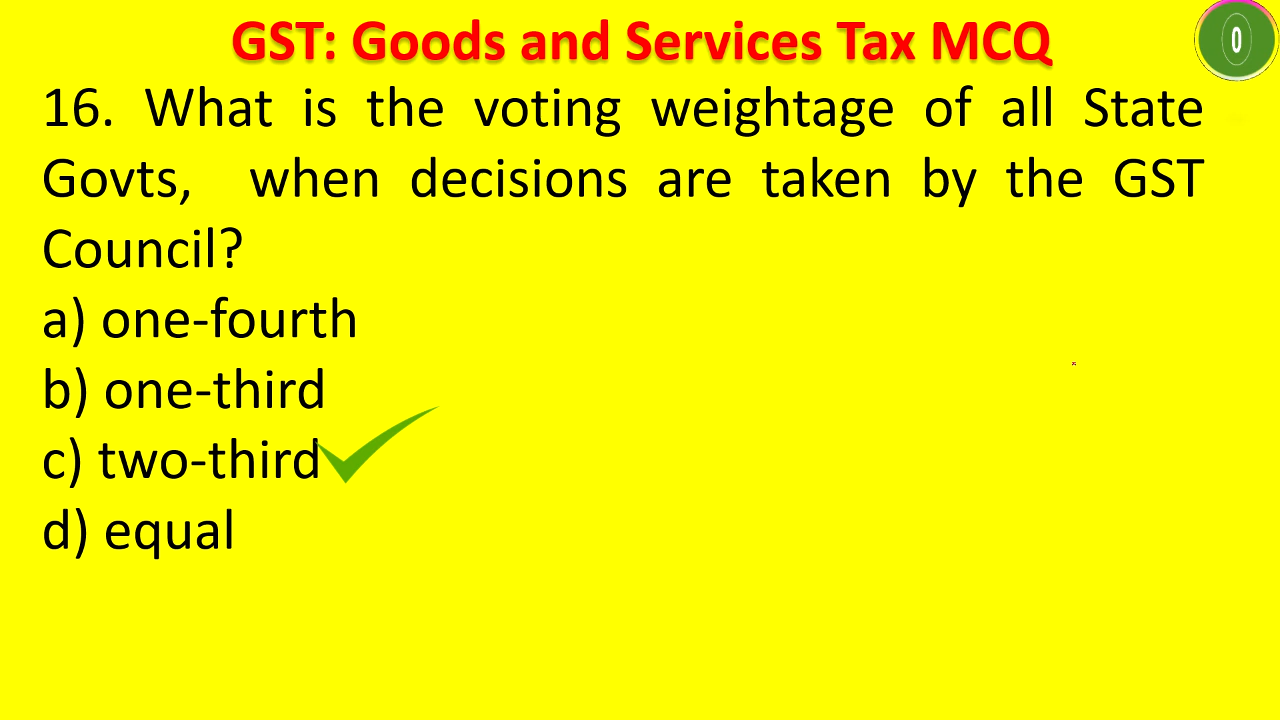 GST: Goods and Services Tax MCQ
0
16. What is the voting weightage of all State
Govts, when decisions are taken by the GST
Council?
a) one-fourth
b) one-third
c) two-third
d) equal